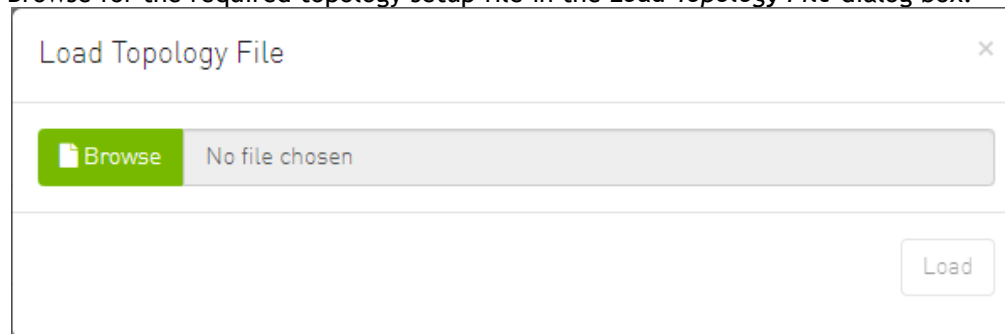 Browse for the required topology setup file in the Load Topology File dialog box.
Load Topology File
×
Browse
No file chosen
Load